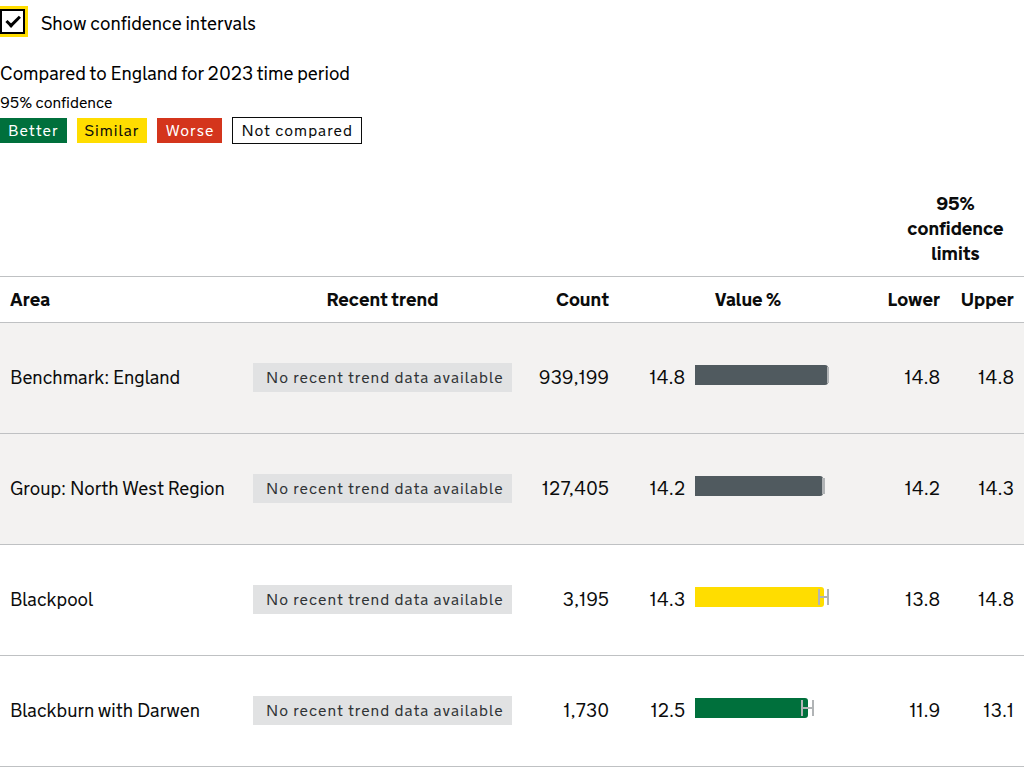 Show confidence intervals
Compared to England for 2023 time period
95% confidence
Better Similar Worse Not compared
95%
confidence
limits
Area Recent trend Count Value % Lower Upper
Benchmark: England No recent trend data available 939,199 14.8 14.8 14.8
Group: North West Region No recent trend data available 127,405 14.2 14.2 14.3
Blackpool No recent trend data available 3,195 14.3 13.8 14.8
Blackburn with Darwen No recent trend data available 1,730 12.5 11.9 13.1